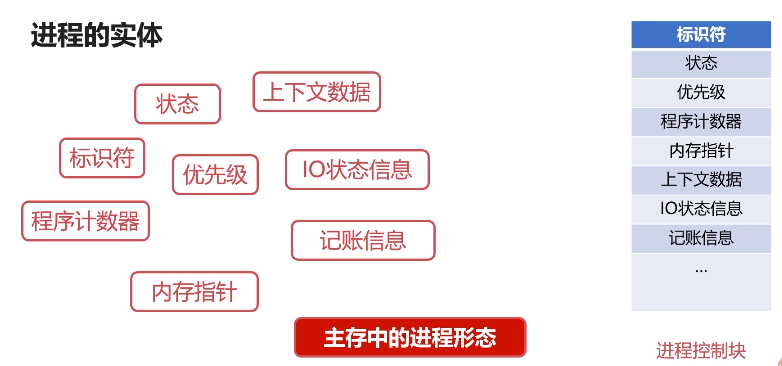 进程的实体
状态
上下文数据
标识符
优先级
IO状态信息
程序计数器
记账信息
内存指针
主存中的进程形态
标识符
状态
优先级
程序计数器
内存指针
上下文数据
IO状态信息
记账信息
...
进程控制块